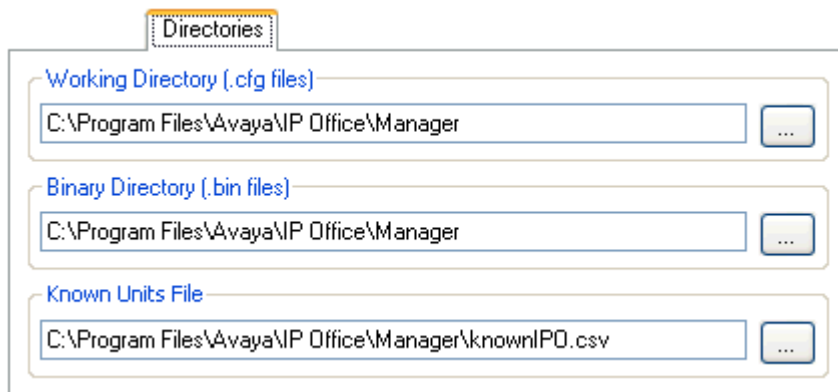 Directories
Working Directory (.cfg files)
C:\Program Files\Avaya\IP Office\Manager
...
Binary Directory (.bin files)
C:\Program Files\Avaya\IP Office\Manager
...
Known Units File
C:\Program Files\Avaya\IP Office\Manager\knownIPO.csv
...